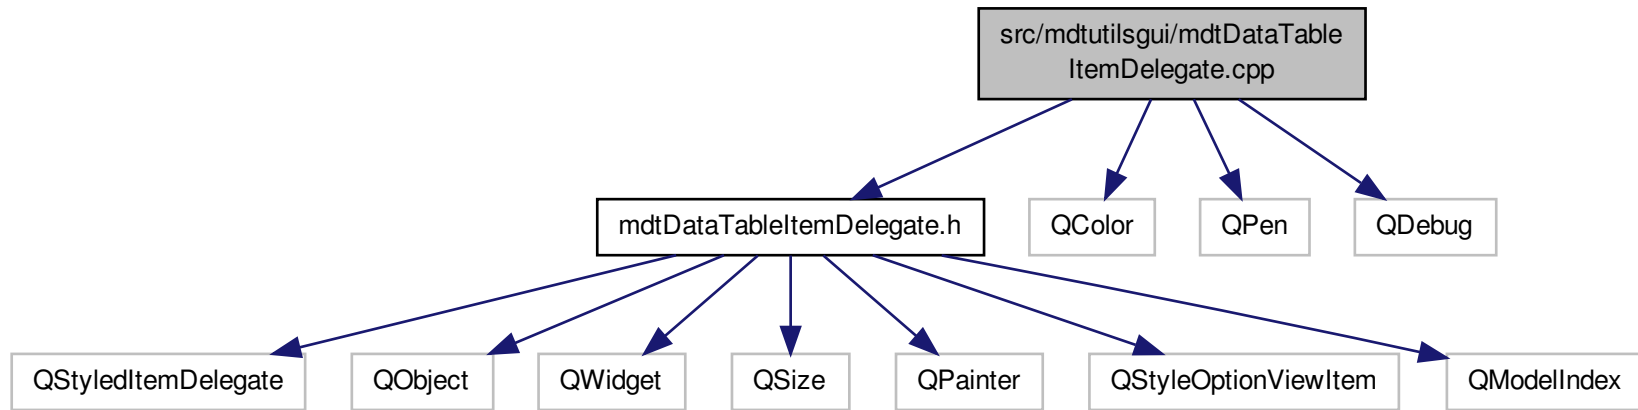 src/mdtutilsgui/mdtDataTable
ItemDelegate.cpp
mdtDataTableItemDelegate.h
QColor
QPen
QDebug
QStyledItemDelegate
QObject
QWidget
QSize
QPainter
QStyleOptionViewItem
QModelIndex